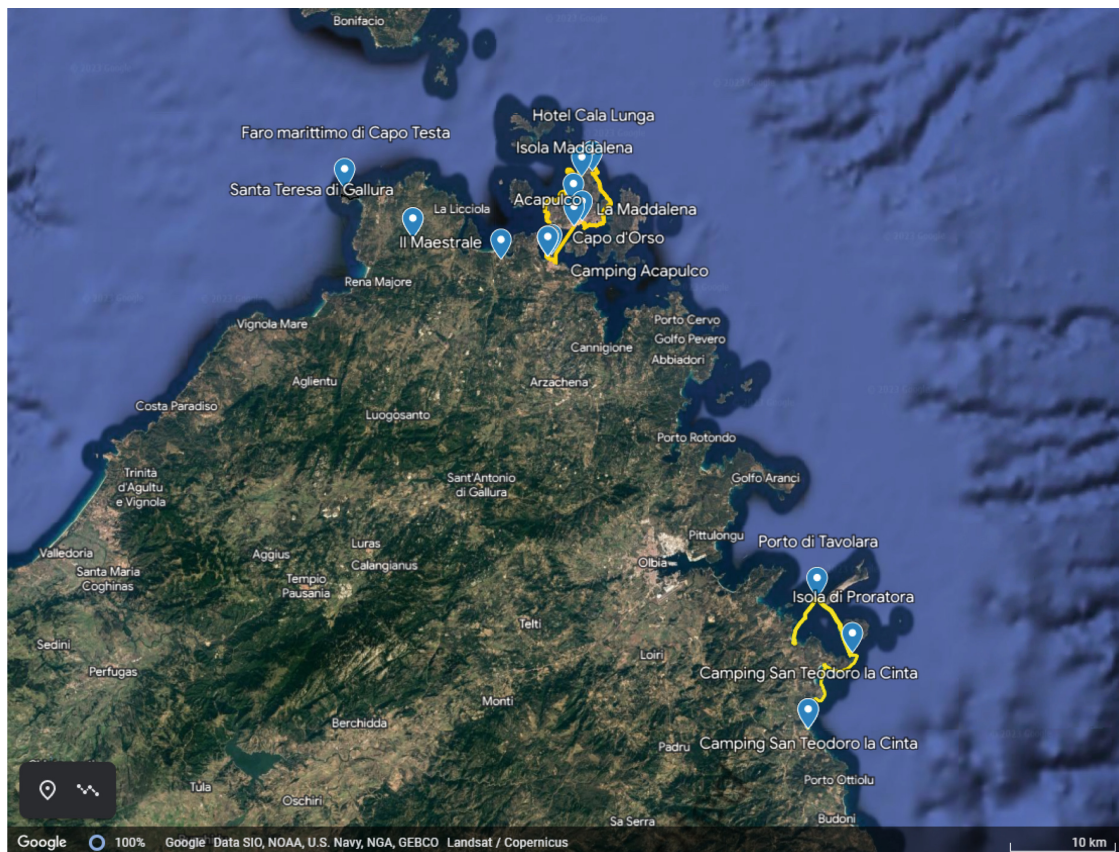 Bonifacio
Hotel Cala Lunga
Faro marittimo di Capo Testa
Isola Maddalena
Santa Teresa di Gallura
Acapulco
La Licciola
La Maddalena
Il Maestrale
Capo d'Orso
Camping Acapulco
Rena Majore
Vignola Mare
Porto Cervo
Golfo Pevero
Cannigione
Abbiadori
Aglientu
Arzachena
Costa Paradiso
Luogosanto
Porto Rotondo
Trinità
d'Agultu
e Vignola
Sant'Antonio
di Gallura
Golfo Aranci
Pittulongu
Porto di Tavolara
Luras
Valledoria
Aggius
Olbia
Calangianus
Santa Maria
Coghinas
Tempio
Pausania
Isola di Proratora
Telti
Sedini
Loiri
Perfugas
Camping San Teodoro la Cinta
Monti
Berchidda
Padru
Camping San Teodoro la Cinta
Porto Ottiolu
Tula
Oschiri
Sa Serra
Budoni
Google 100% Google Data SIO, NOAA, U.S. Navy, NGA, GEBCO Landsat / Copernicus 10 km